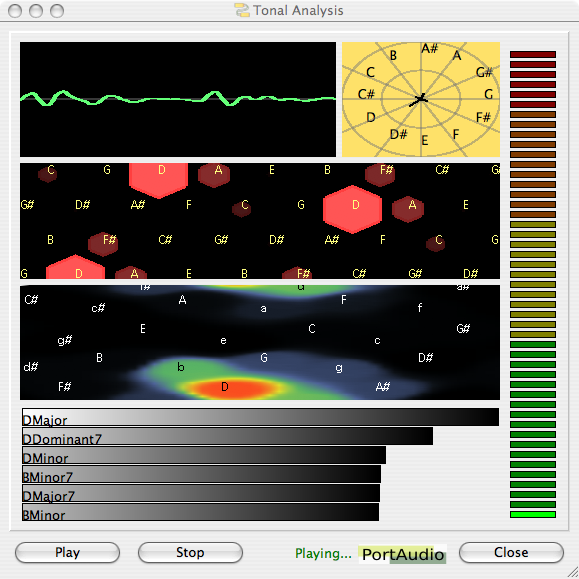 Tonal Analysis
A#
B A
C G#
C# G
D F#
D# E F
C G D A E B F# C# G#
G# D# A# F C G D A E
B F# C# G# D# A# F C G
G D A E B F# C# G# D#
f# d a#
C# A F
c# a f
E C G#
g# e c
B G D#
d# b g
F# D A#
DMajor
DDominant7
DMinor
BMinor7
DMajor7
BMinor
Play Stop Playing... PortAudio Close